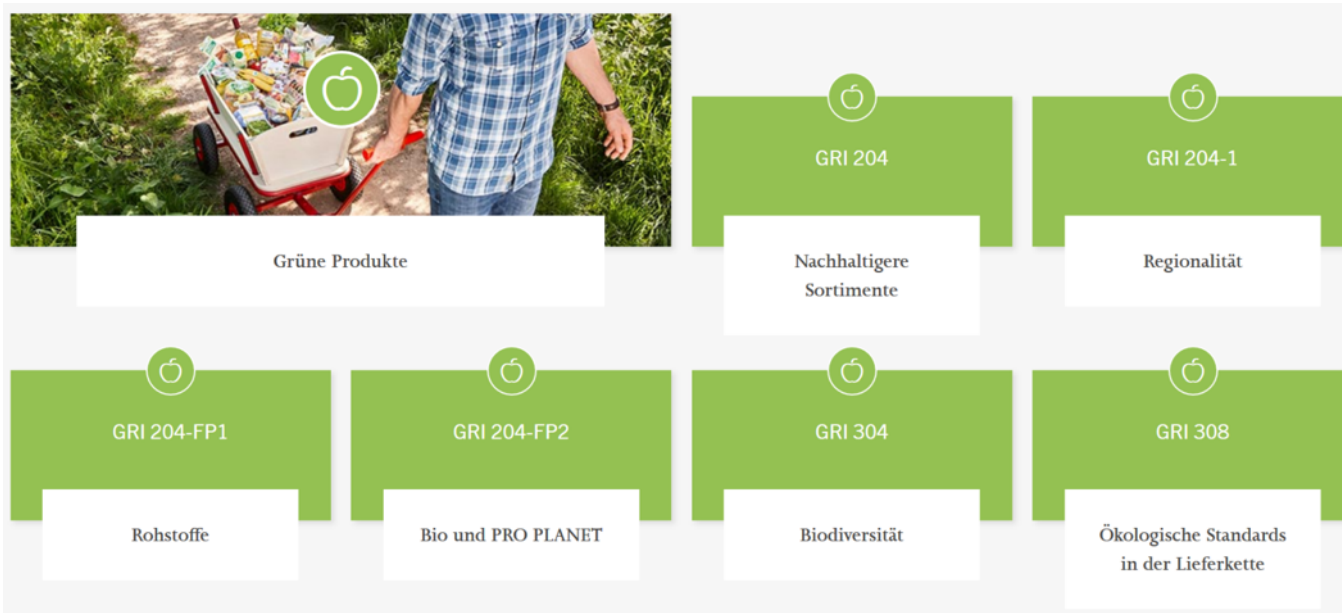 Grüne Produkte
GRI 204
Nachhaltigere
Sortimente
GRI 204-1
Regionalität
GRI 204-FP1
Rohstoffe
GRI 204-FP2
Bio und PRO PLANET
GRI 304
Biodiversität
GRI 308
Ökologische Standards
in der Lieferkette